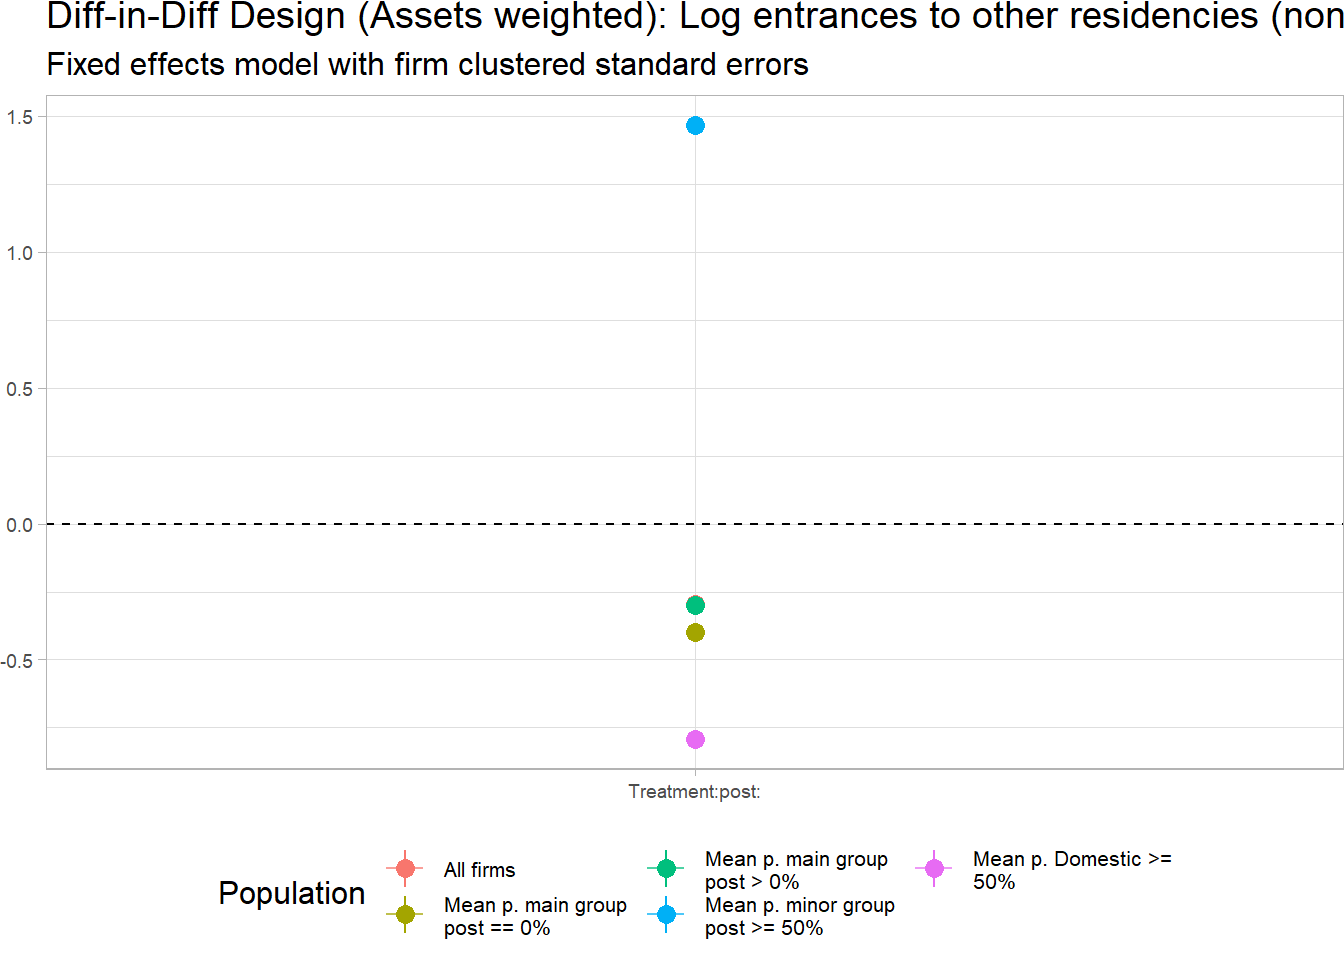 Diff-in-Diff Design (Assets weighted): Log entrances to other residencies (non
Fixed effects model with firm clustered standard errors
1.5
1.0
0.5
0.0
-0.5
Treatment:post:
Population
All firms
Mean p. main group
post == 0%
Mean p. main group
post > 0%
Mean p. minor group
post >= 50%
Mean p. Domestic >=
50%